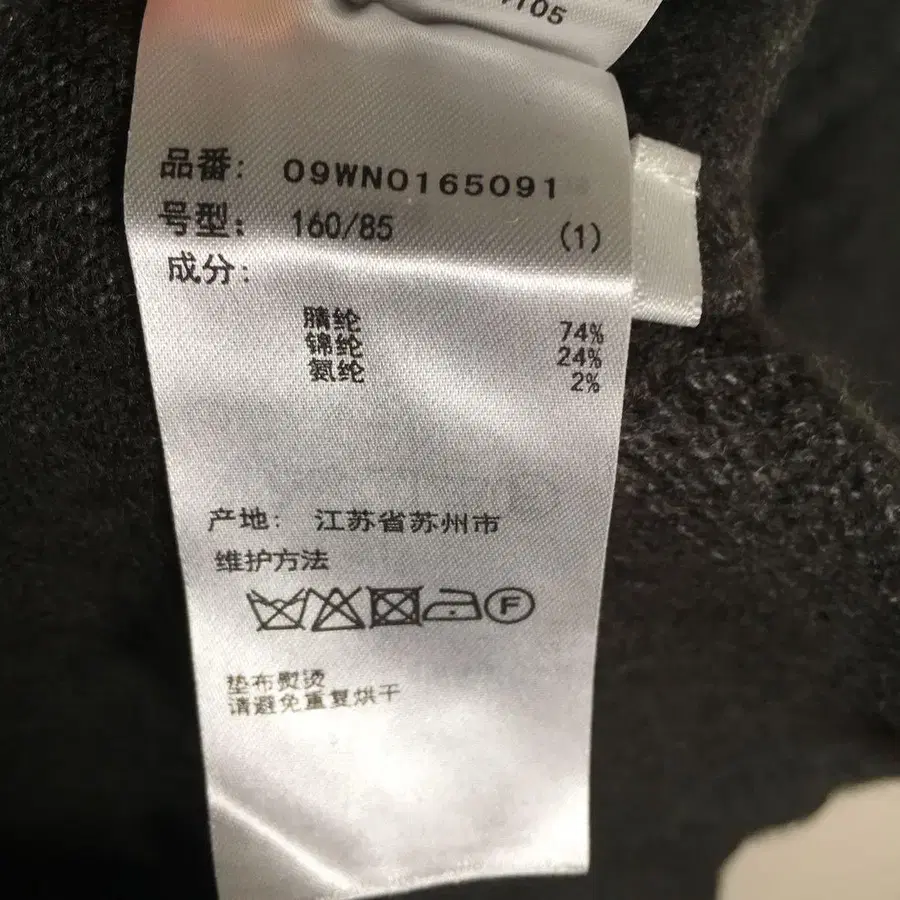 1105
品番: 09WN0165091
号型: 160/85 (1)
成分:
腈纶 74%
锦纶 24%
氨纶 2%
产地: 江苏省苏州市
维护方法
F
垫布熨烫
请避免重复烘干